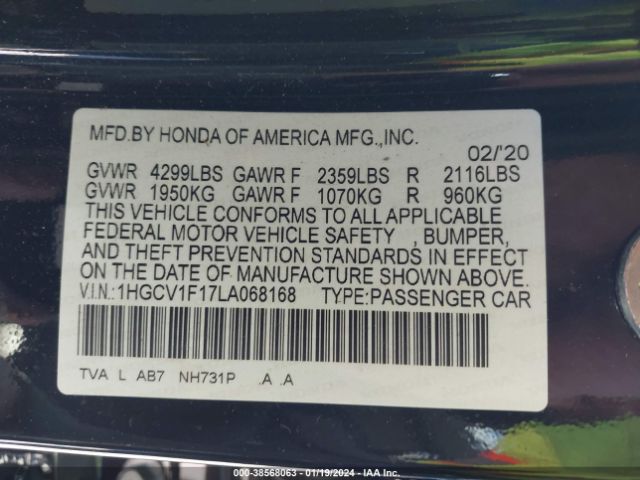 MFD.BY HONDA OF AMERICA MFG.,INC.
02/'20
GVWR 4299LBS GAWR F 2359LBS R 2116LBS
GVWR 1950KG GAWR F 1070KG R 960KG
THIS VEHICLE CONFORMS TO ALL APPLICABLE
FEDERAL MOTOR VEHICLE SAFETY , BUMPER,
AND THEFT PREVENTION STANDARDS IN EFFECT
ON THE DATE OF MANUFACTURE SHOWN ABOVE.
V.I.N.:1HGCV1F17LA068168 TYPE:PASSENGER CAR
TVA L AB7 NH731P .A .A
000-38568063 - 01/19/2024 - IAA Inc.